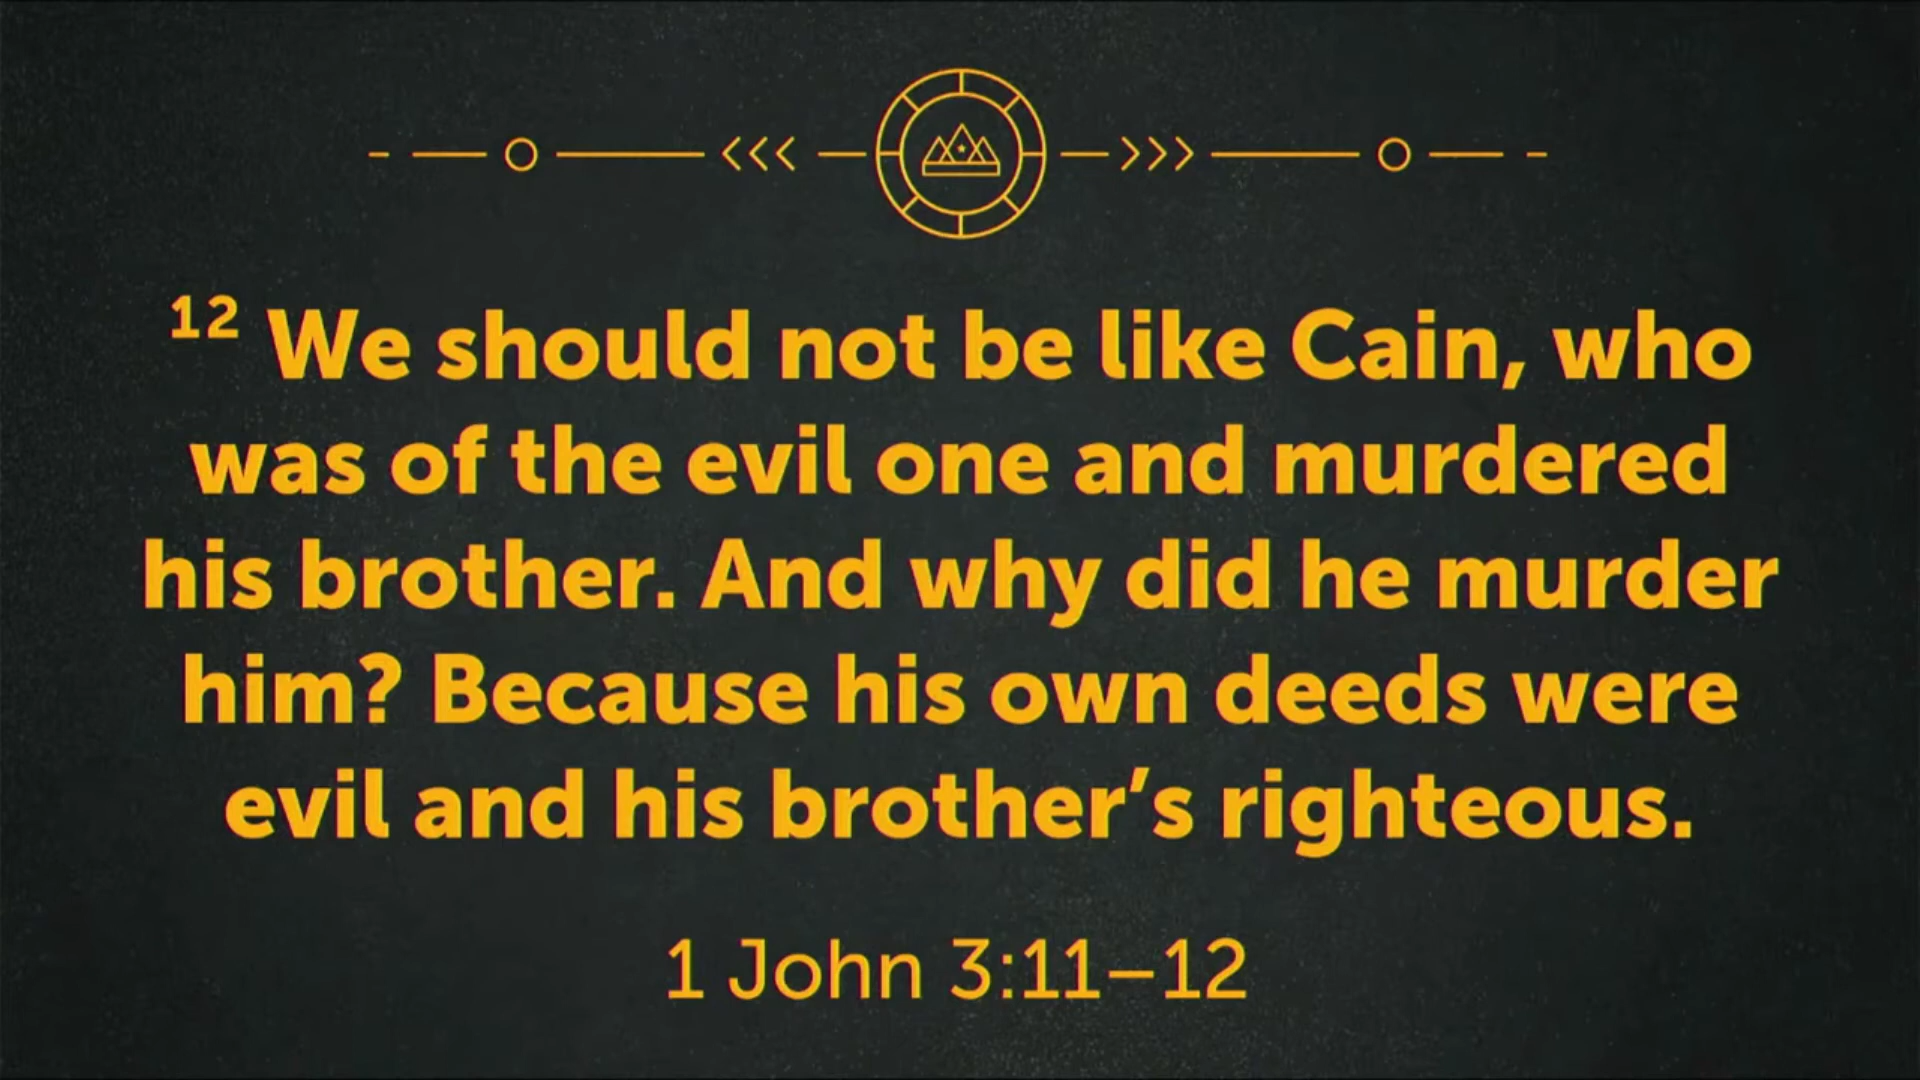 12 We should not be like Cain, who
was of the evil one and murdered
his brother. And why did he murder
him? Because his own deeds were
evil and his brother’s righteous.
1 John 3:11–12